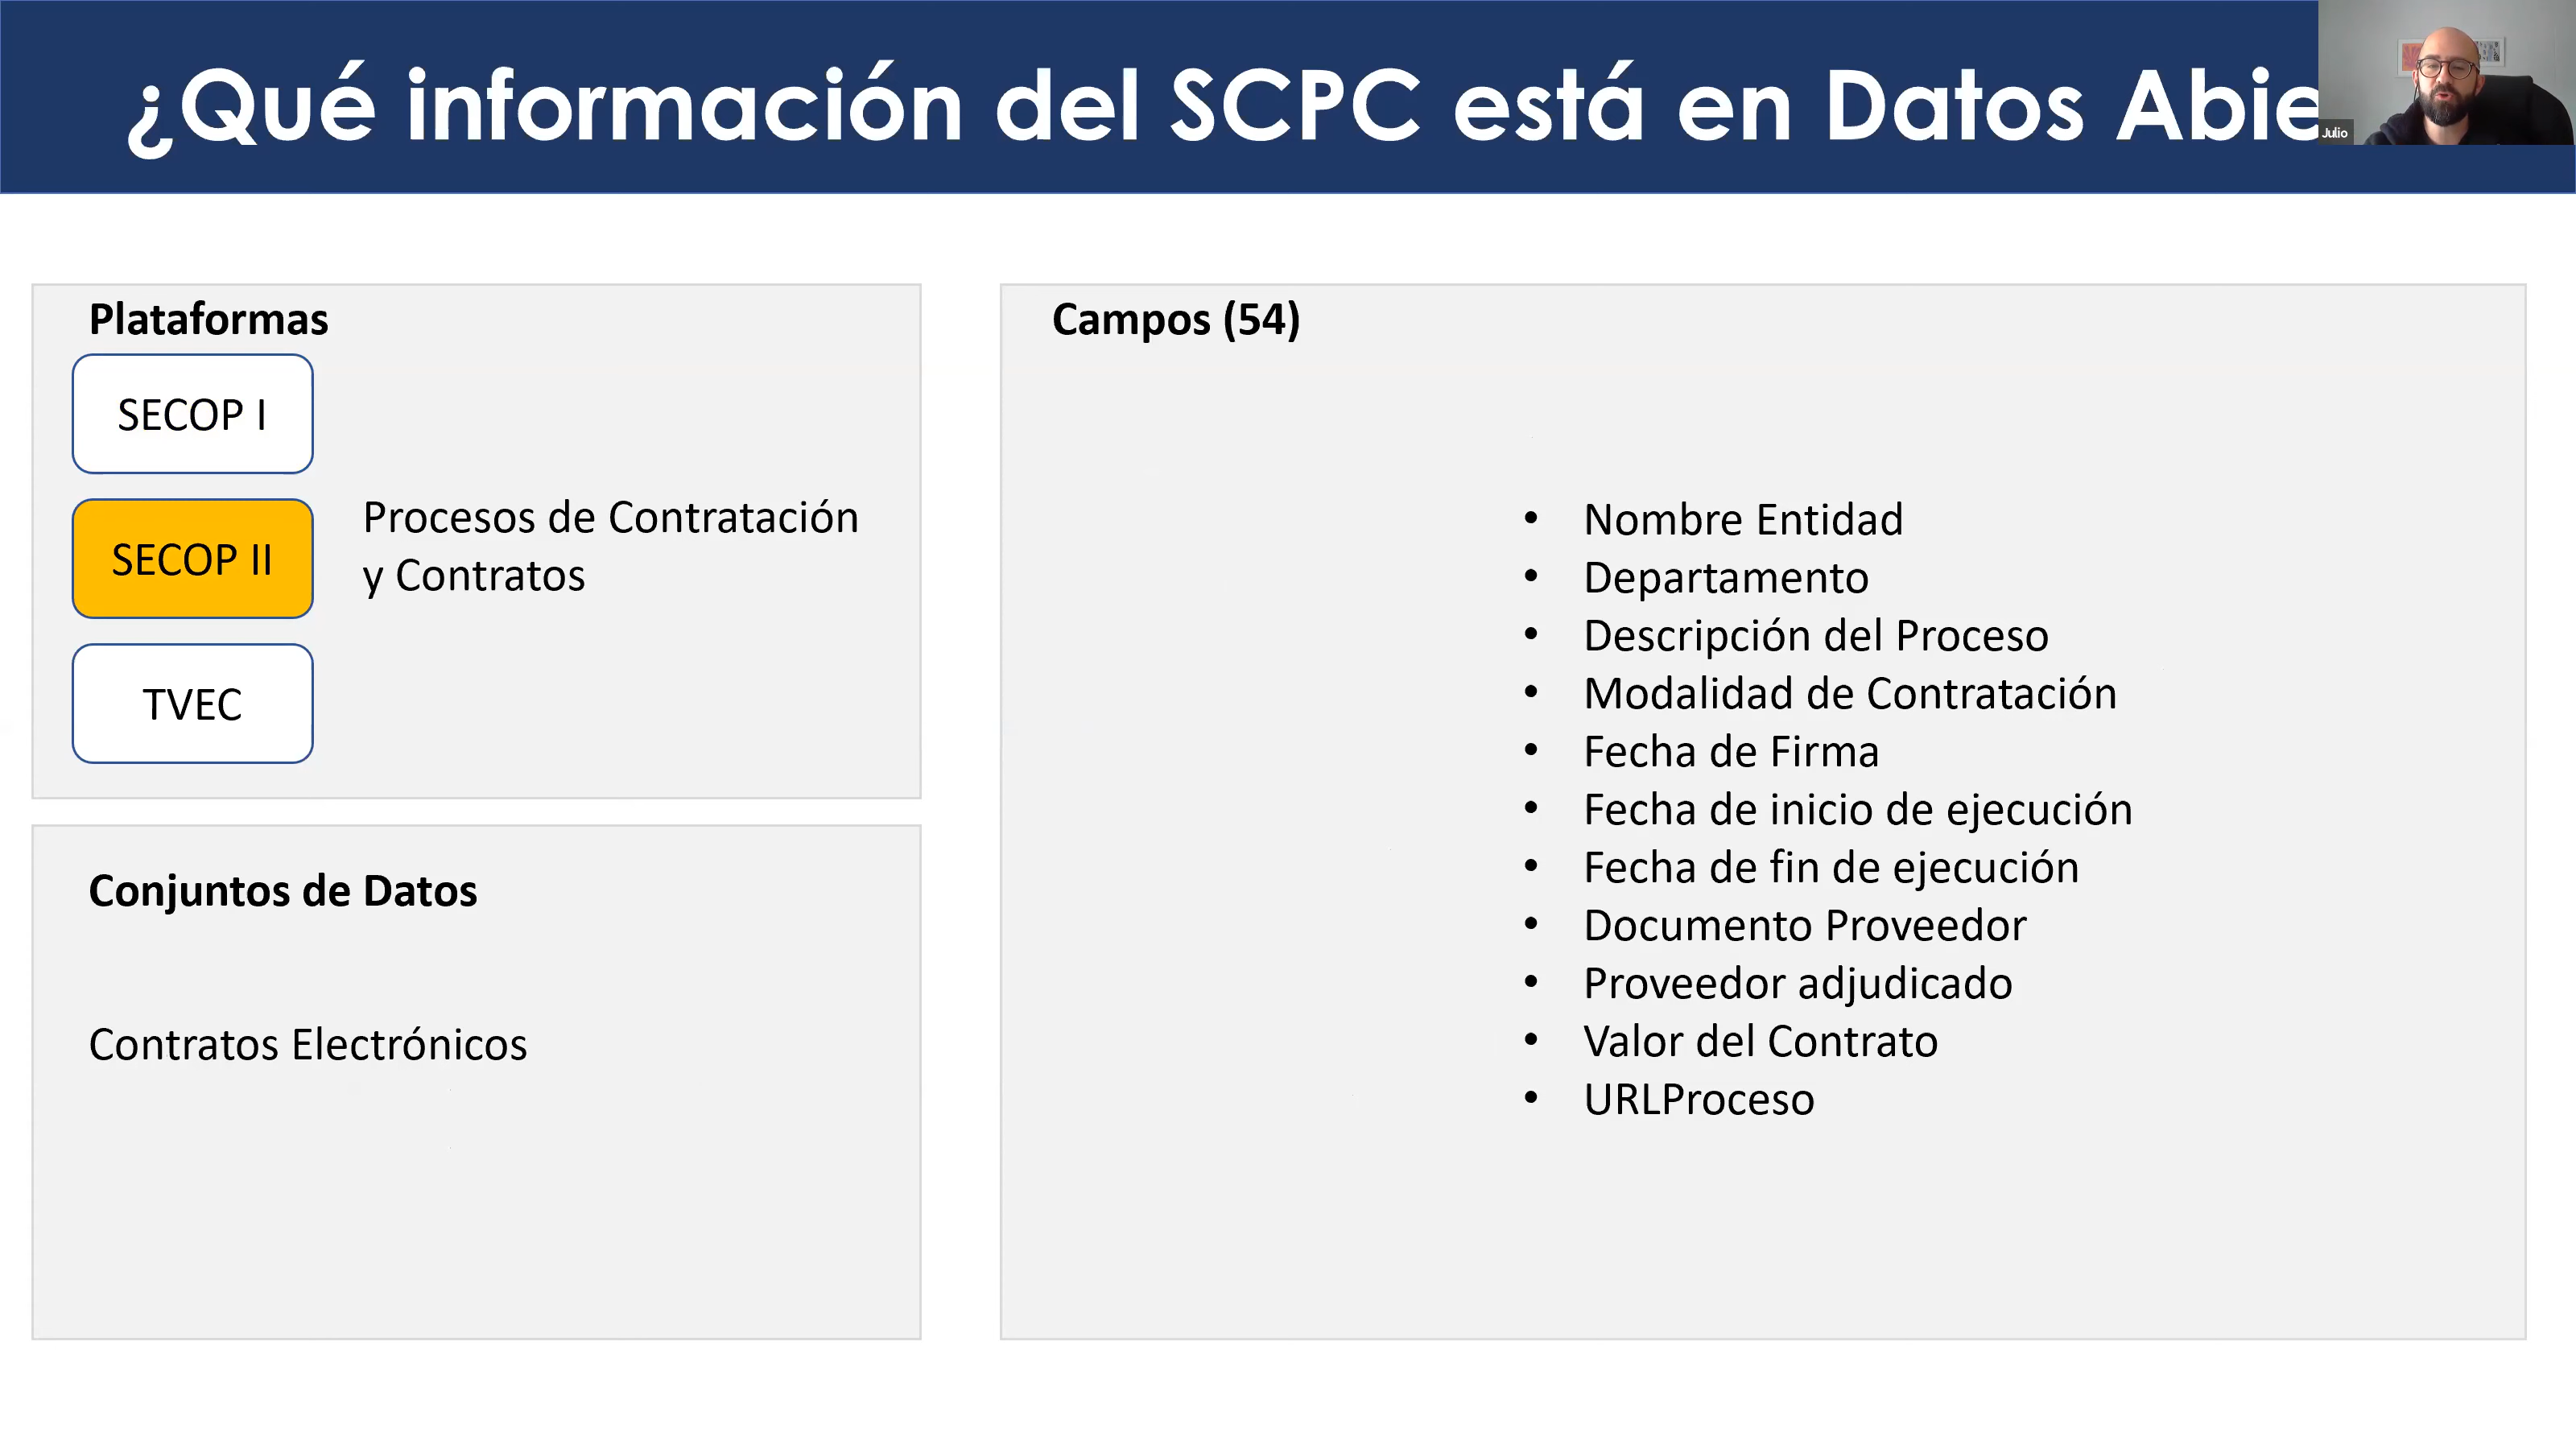 ¿Qué información del SCPC está en Datos Abie
Julio
Plataformas
SECOP I
SECOP II
Procesos de Contratación
y Contratos
TVEC
Conjuntos de Datos
Contratos Electrónicos
Campos (54)
• Nombre Entidad
• Departamento
• Descripción del Proceso
• Modalidad de Contratación
• Fecha de Firma
• Fecha de inicio de ejecución
• Fecha de fin de ejecución
• Documento Proveedor
• Proveedor adjudicado
• Valor del Contrato
• URLProceso